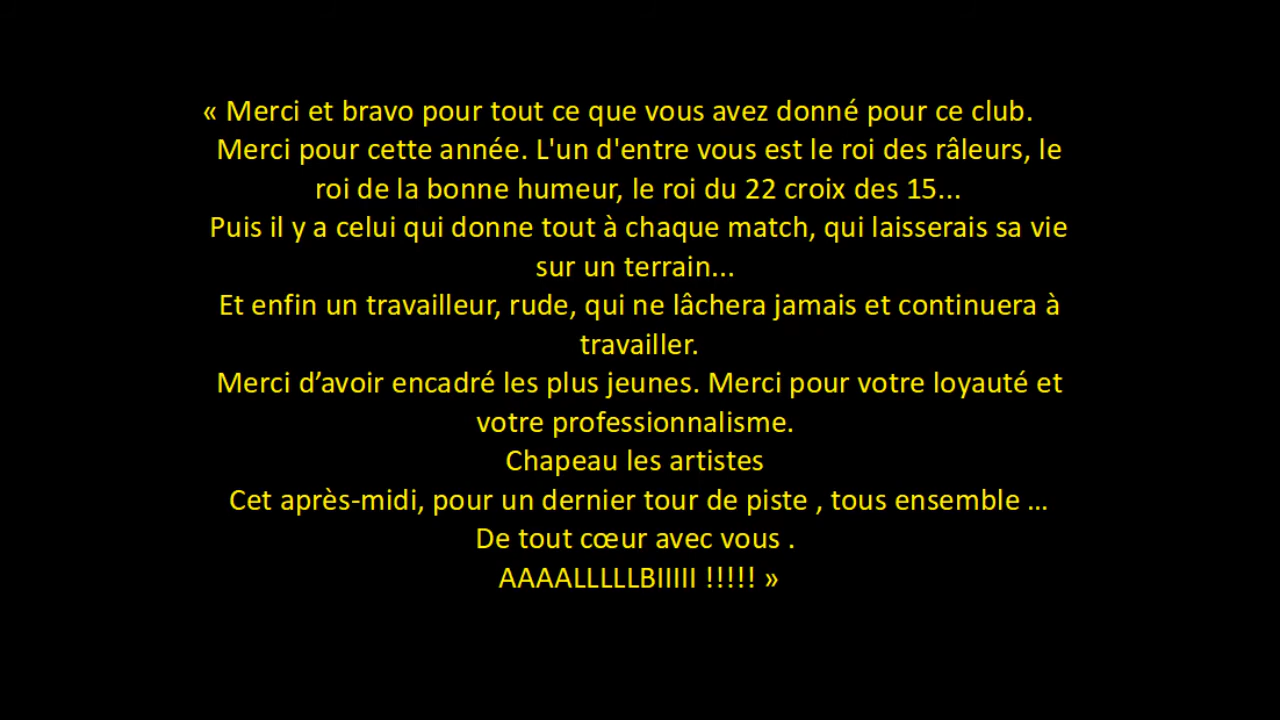 « Merci et bravo pour tout ce que vous avez donné pour ce club.
Merci pour cette année. L'un d'entre vous est le roi des râleurs, le
roi de la bonne humeur, le roi du 22 croix des 15...
Puis il y a celui qui donne tout à chaque match, qui laisserais sa vie
sur un terrain...
Et enfin un travailleur, rude, qui ne lâchera jamais et continuera à
travailler.
Merci d’avoir encadré les plus jeunes. Merci pour votre loyauté et
votre professionnalisme.
Chapeau les artistes
Cet après-midi, pour un dernier tour de piste , tous ensemble ...
De tout cœur avec vous .
AAAALLLLLBIIIII !!!!! »